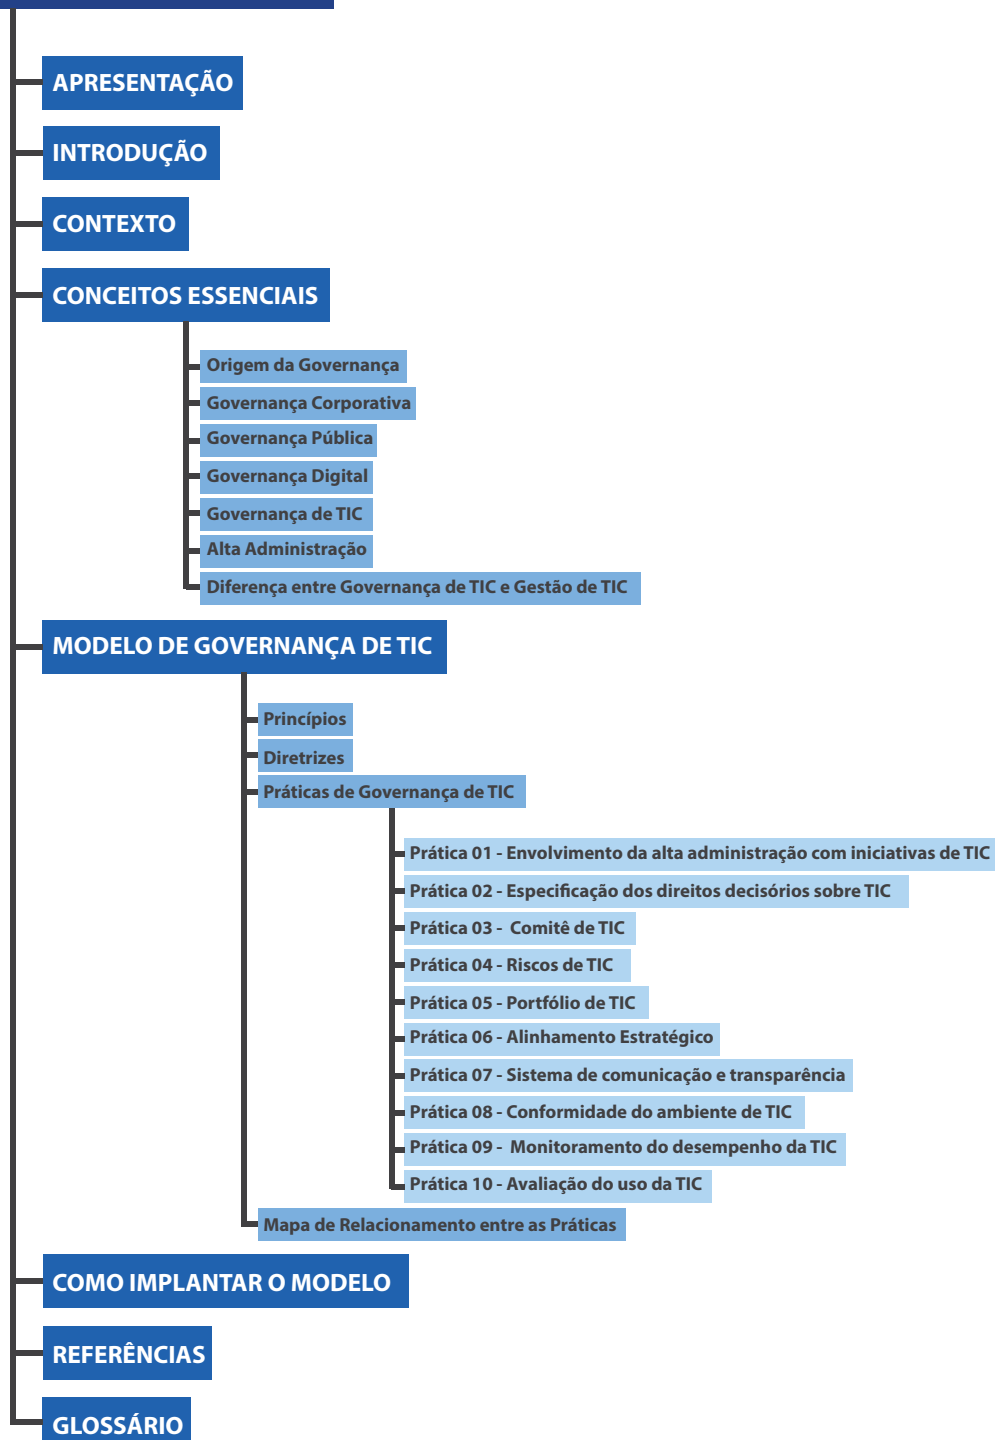 APRESENTAÇÃO
INTRODUÇÃO
CONTEXTO
CONCEITOS ESSENCIAIS
Origem da Governança
Governança Corporativa
Governança Pública
Governança Digital
Governança de TIC
Alta Administração
Diferença entre Governança de TIC e Gestão de TIC
MODELO DE GOVERNANÇA DE TIC
Princípios
Diretrizes
Práticas de Governança de TIC
Prática 01 - Envolvimento da alta administração com iniciativas de TIC
Prática 02 - Especificação dos direitos decisórios sobre TIC
Prática 03 - Comitê de TIC
Prática 04 - Riscos de TIC
Prática 05 - Portfólio de TIC
Prática 06 - Alinhamento Estratégico
Prática 07 - Sistema de comunicação e transparência
Prática 08 - Conformidade do ambiente de TIC
Prática 09 - Monitoramento do desempenho da TIC
Prática 10 - Avaliação do uso da TIC
Mapa de Relacionamento entre as Práticas
COMO IMPLANTAR O MODELO
REFERÊNCIAS
GLOSSÁRIO